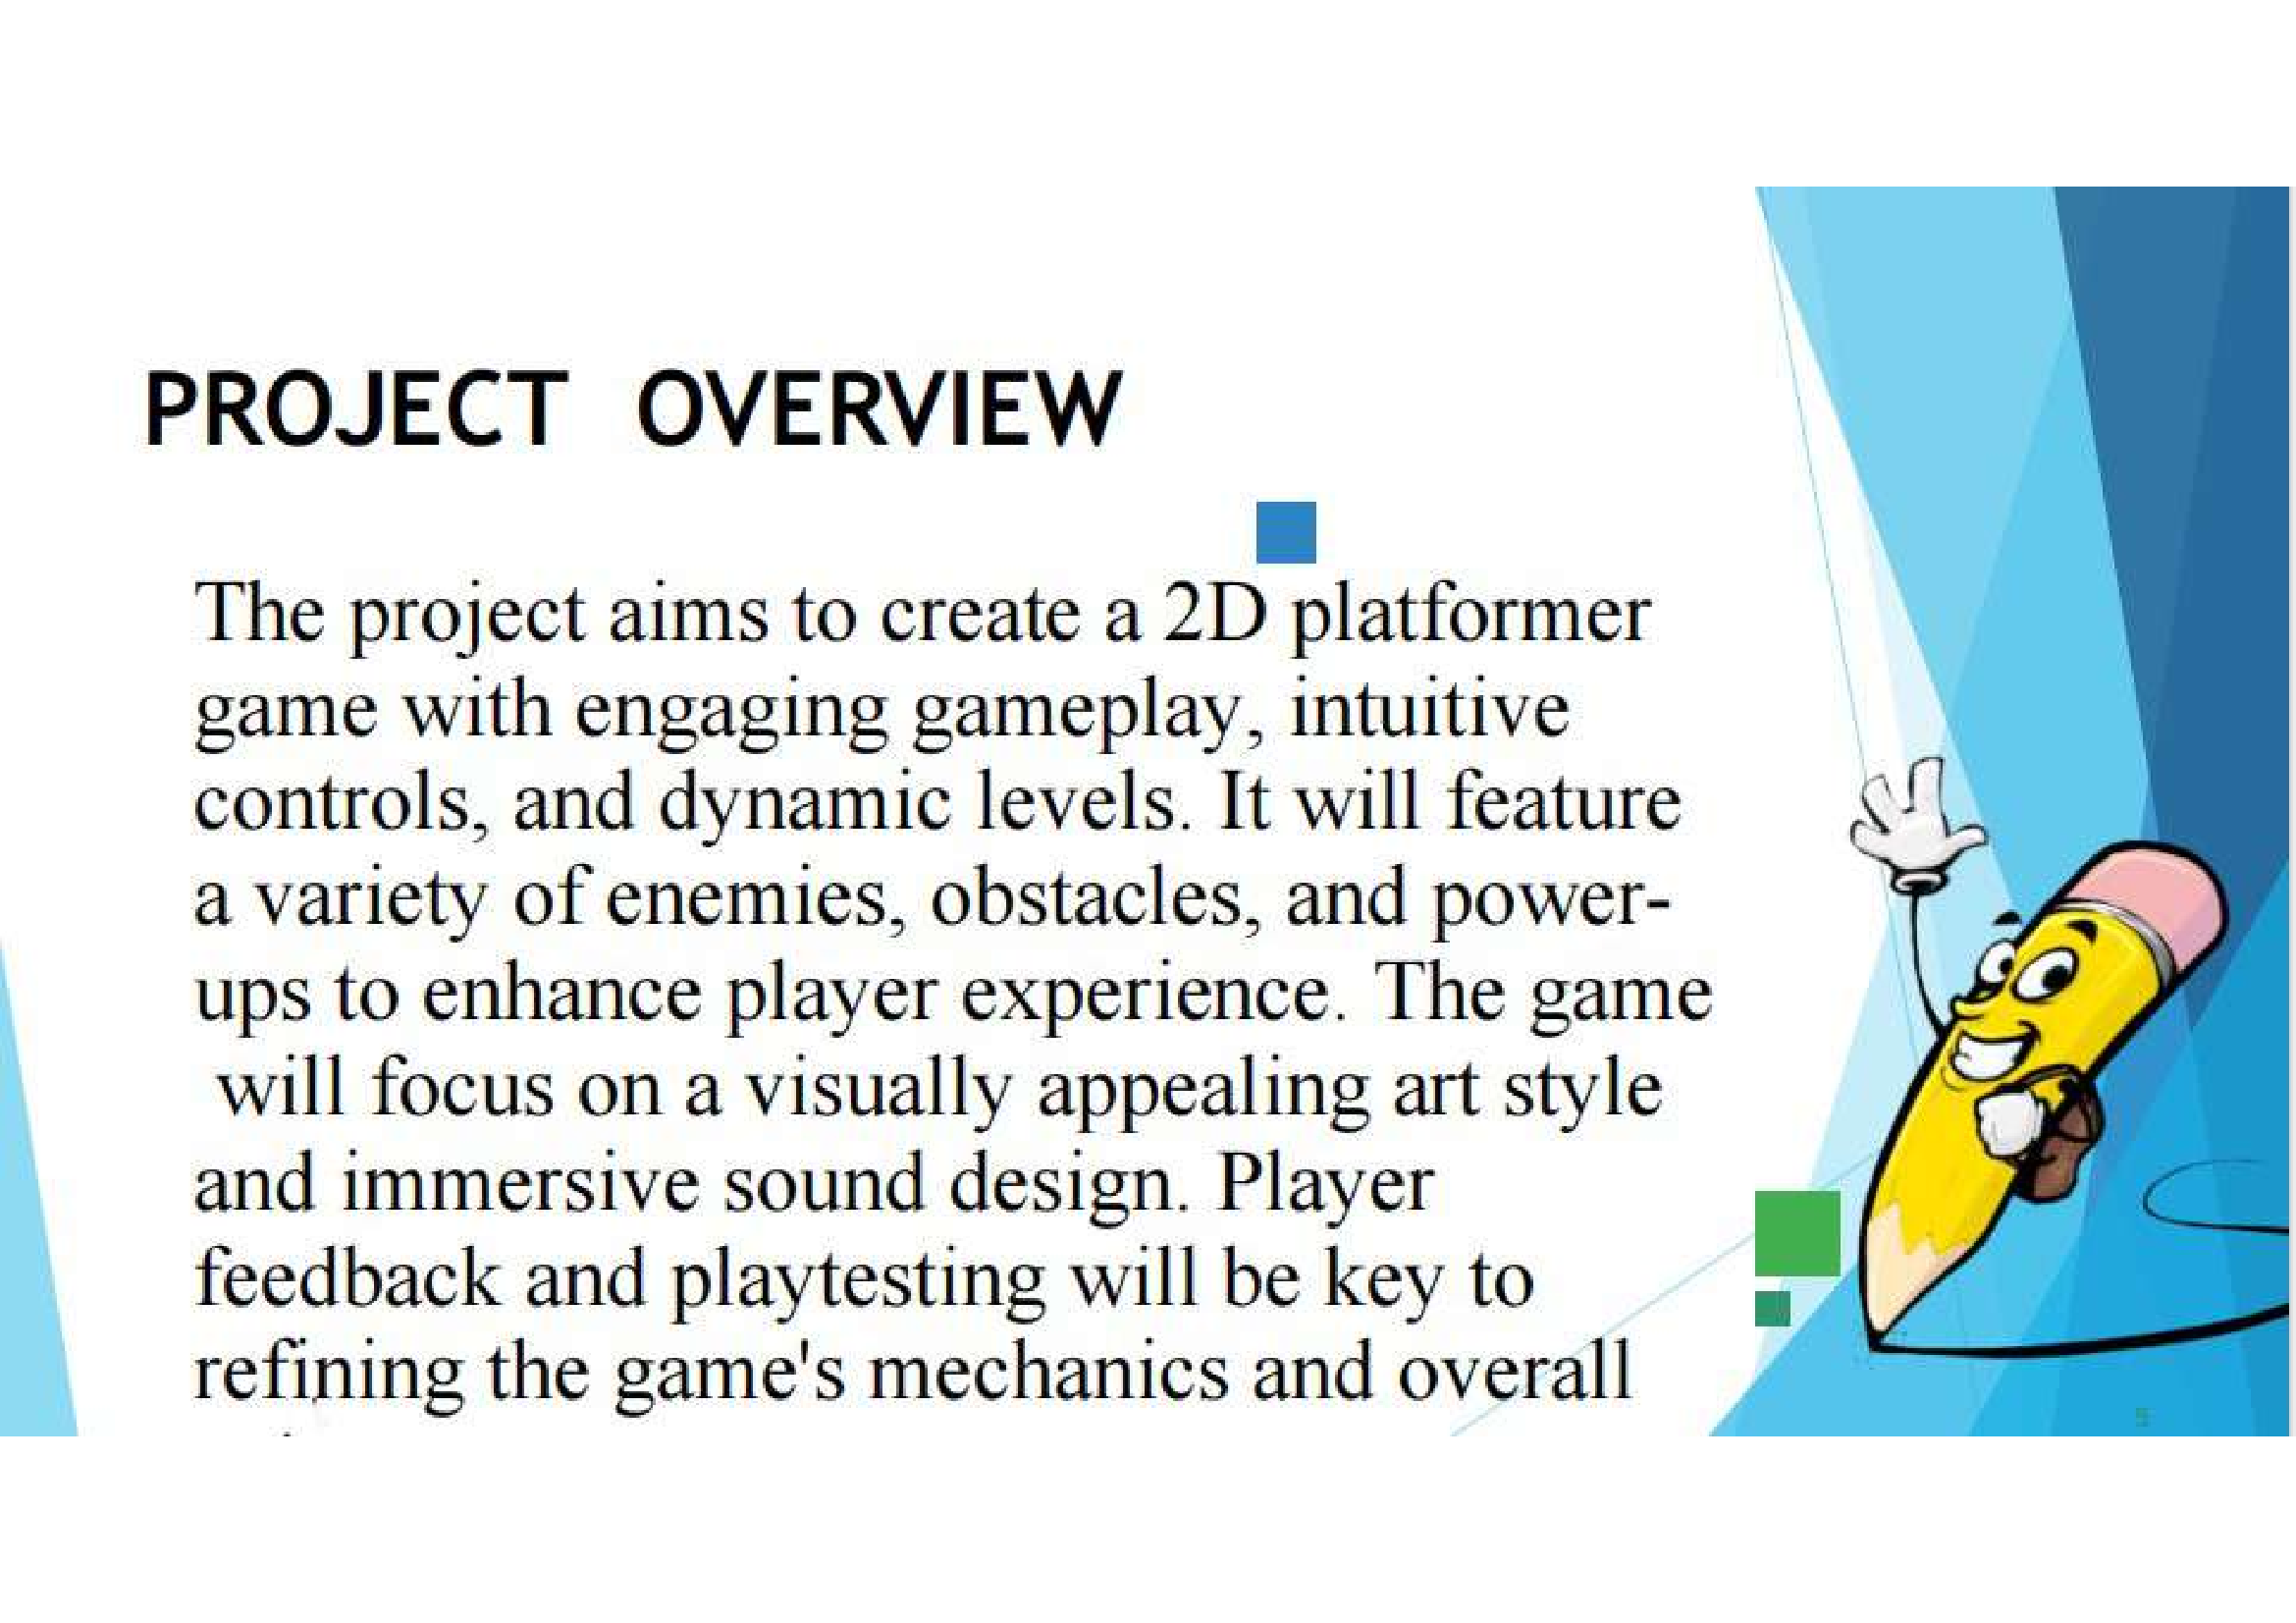 PROJECT OVERVIEW
The project aims to create a 2D platformer
game with engaging gameplay, intuitive
controls, and dynamic levels. It will feature
a variety of enemies, obstacles, and power-
ups to enhance player experience. The game
will focus on a visually appealing art style
and immersive sound design. Player
feedback and playtesting will be key to
refining the game's mechanics and overall
5